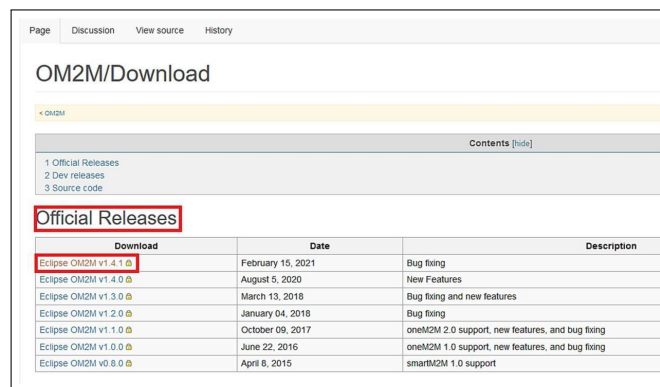 Page Discussion View source History
OM2M/Download
< OM2M
Contents [hide]
1 Official Releases
2 Dev releases
3 Source code
Official Releases
Download Date Description
Eclipse OM2M v1.4.1 February 15, 2021 Bug fixing
Eclipse OM2M v1.4.0 August 5, 2020 New Features
Eclipse OM2M v1.3.0 March 13, 2018 Bug fixing and new features
Eclipse OM2M v1.2.0 January 04, 2018 Bug fixing
Eclipse OM2M v1.1.0 October 09, 2017 oneM2M 2.0 support, new features, and bug fixing
Eclipse OM2M v1.0.0 June 22, 2016 oneM2M 1.0 support, new features, and bug fixing
Eclipse OM2M v0.8.0 April 8, 2015 smartM2M 1.0 support